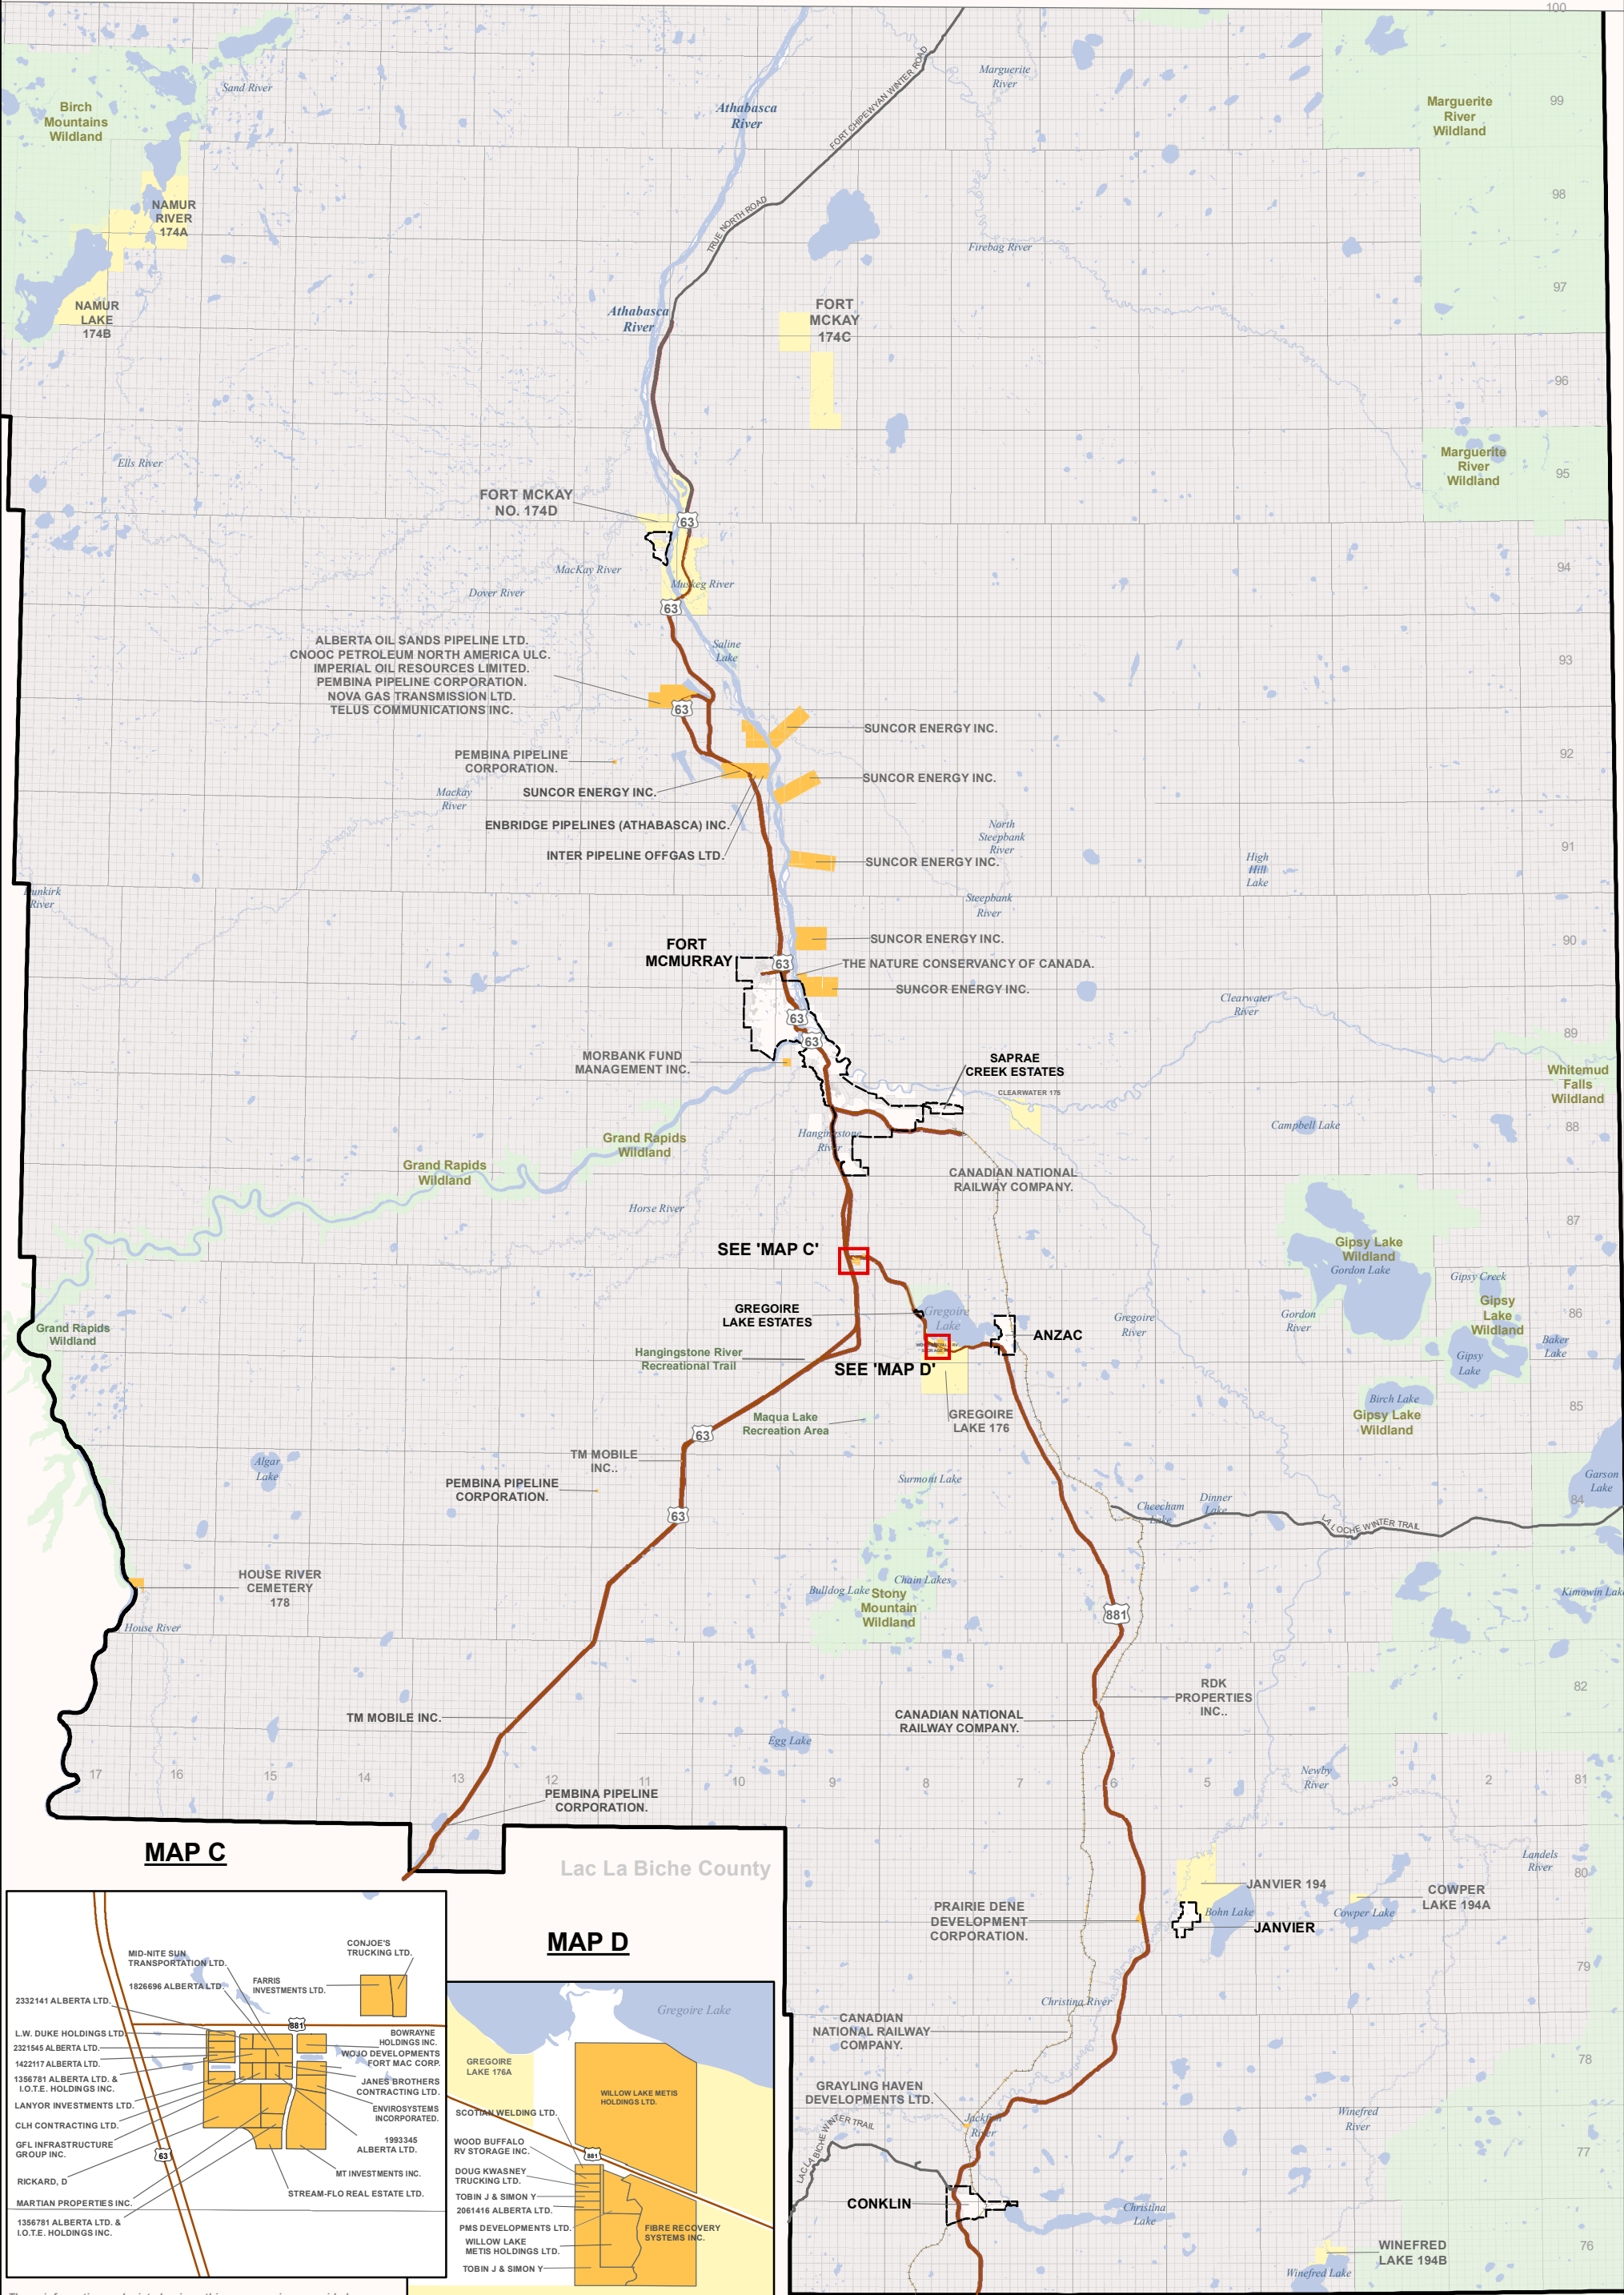 100
Birch
Mountains
Wildland
Sand River
Athabasca
River
FORT CHIPEWYAN WINTER ROAD
Marguerite
River
Marguerite
River
Wildland
99
NAMUR
RIVER
174A
TRUE NORTH ROAD
Firebag River
98
NAMUR
LAKE
174B
Athabasca
River
FORT
MCKAY
174C
97
96
Ells River
FORT MCKAY
NO. 174D
63
Marguerite
River
Wildland
95
MacKay River
Muskeg River
Dover River
63
94
ALBERTA OIL SANDS PIPELINE LTD.
CNOOC PETROLEUM NORTH AMERICA ULC.
IMPERIAL OIL RESOURCES LIMITED.
PEMBINA PIPELINE CORPORATION.
NOVA GAS TRANSMISSION LTD.
TELUS COMMUNICATIONS INC.
Saline
Lake
93
63
SUNCOR ENERGY INC.
PEMBINA PIPELINE
CORPORATION.
92
SUNCOR ENERGY INC.
SUNCOR ENERGY INC.
Mackay
River
ENBRIDGE PIPELINES (ATHABASCA) INC.
INTER PIPELINE OFFGAS LTD.
North
Steepbank
River
SUNCOR ENERGY INC.
High
Hill
Lake
91
Dunkirk
River
Steepbank
River
SUNCOR ENERGY INC.
90
FORT
MCMURRAY
63
THE NATURE CONSERVANCY OF CANADA.
SUNCOR ENERGY INC.
Clearwater
River
63
63
89
MORBANK FUND
MANAGEMENT INC.
SAPRAE
CREEK ESTATES
CLEARWATER 175
Whitemud
Falls
Wildland
88
Grand Rapids
Wildland
Hangingstone
River
Campbell Lake
Grand Rapids
Wildland
CANADIAN NATIONAL
RAILWAY COMPANY.
Horse River
87
SEE 'MAP C'
Gipsy Lake
Wildland
Gordon Lake
Gipsy Creek
GREGOIRE
LAKE ESTATES
Gregoire
Lake
ANZAC
Gregoire
River
Gordon
River
Gipsy
Lake
Wildland
86
Baker
Lake
Grand Rapids
Wildland
Hangingstone River
Recreational Trail
SEE 'MAP D'
Gipsy
Lake
Birch Lake
Gipsy Lake
Wildland
85
Maqua Lake
Recreation Area
GREGOIRE
LAKE 176
63
TM MOBILE
INC..
PEMBINA PIPELINE
CORPORATION.
Algar
Lake
Surmont Lake
Garson
Lake
84
Cheecham
Lake
Dinner
Lake
LA LOCHE WINTER TRAIL
63
HOUSE RIVER
CEMETERY
178
Bulldog Lake
Chain Lakes
Stony
Mountain
Wildland
Kimowin Lake
House River
881
RDK
PROPERTIES
INC..
82
TM MOBILE INC.
CANADIAN NATIONAL
RAILWAY COMPANY.
Egg Lake
Newby
River
17
16
15
14
13
12
11
10
9
8
7
6
5
3
2
81
PEMBINA PIPELINE
CORPORATION.
MAP C
Lac La Biche County
Landels
River
80
JANVIER 194
COWPER
LAKE 194A
PRAIRIE DENE
DEVELOPMENT
CORPORATION.
Bohn Lake
Cowper Lake
JANVIER
MAP D
79
Christina River
CANADIAN
NATIONAL RAILWAY
COMPANY.
78
GRAYLING HAVEN
DEVELOPMENTS LTD.
Jackfish
River
Winefred
River
LAC LA BICHE WINTER TRAIL
77
CONKLIN
Christina
Lake
WINEFRED
LAKE 194B
76
Winefred Lake
CONJOE'S
TRUCKING LTD.
MID-NITE SUN
TRANSPORTATION LTD.
FARRIS
INVESTMENTS LTD.
1826696 ALBERTA LTD.
2332141 ALBERTA LTD.
881
L.W. DUKE HOLDINGS LTD.
BOWRAYNE
HOLDINGS INC.
2321545 ALBERTA LTD.
WOJO DEVELOPMENTS
FORT MAC CORP.
1422117 ALBERTA LTD.
1356781 ALBERTA LTD. &
I.O.T.E. HOLDINGS INC.
JANES BROTHERS
CONTRACTING LTD.
LANYOR INVESTMENTS LTD.
ENVIROSYSTEMS
INCORPORATED.
CLH CONTRACTING LTD.
GFL INFRASTRUCTURE
GROUP INC.
1993345
ALBERTA LTD.
63
RICKARD, D
MT INVESTMENTS INC.
STREAM-FLO REAL ESTATE LTD.
MARTIAN PROPERTIES INC.
1356781 ALBERTA LTD. &
I.O.T.E. HOLDINGS INC.
Gregoire Lake
GREGOIRE
LAKE 176A
WILLOW LAKE METIS
HOLDINGS LTD.
SCOTIAN WELDING LTD.
WOOD BUFFALO
RV STORAGE INC.
881
DOUG KWASNEY
TRUCKING LTD.
TOBIN J & SIMON Y
2061416 ALBERTA LTD.
PMS DEVELOPMENTS LTD.
FIBRE RECOVERY
SYSTEMS INC.
WILLOW LAKE
METIS HOLDINGS LTD.
TOBIN J & SIMON Y